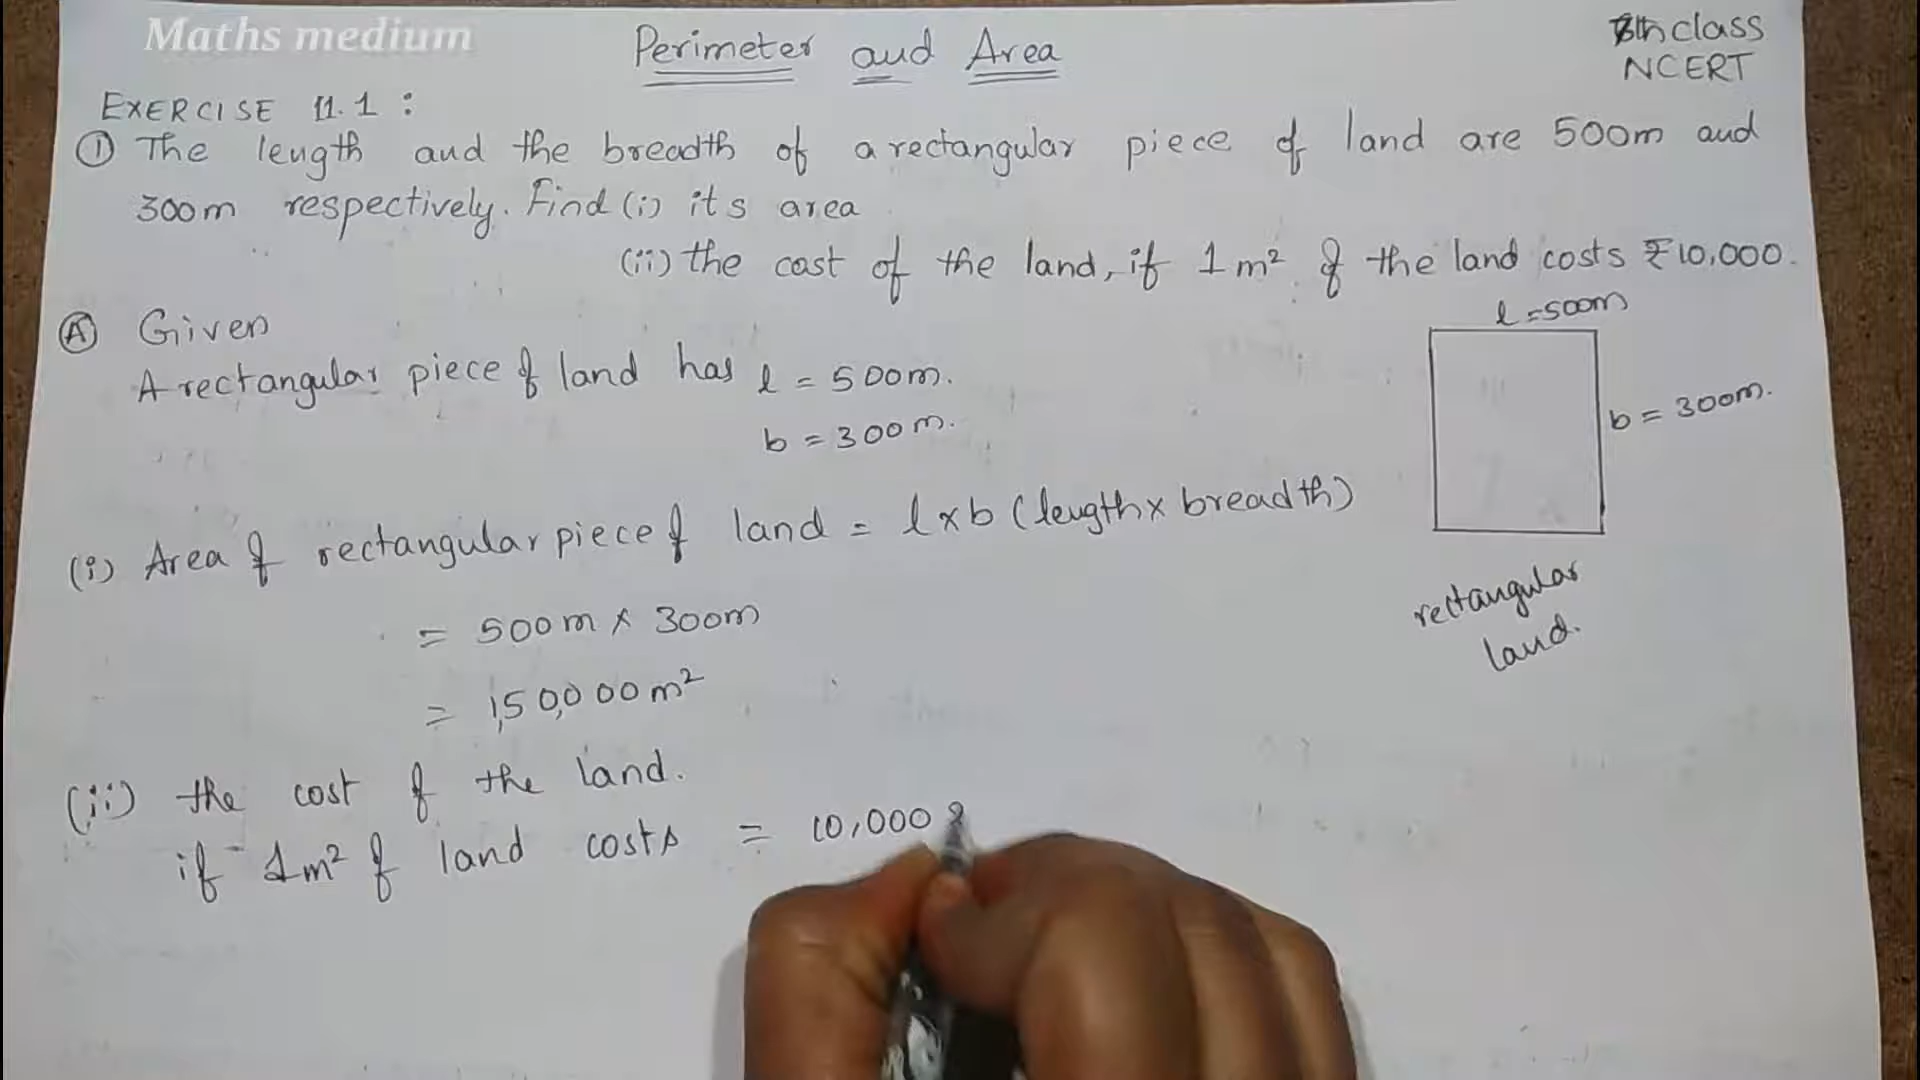 Maths medium
Perimeter and Area
7th class
NCERT
EXERCISE 11.1 :
① The length and the breadth of a rectangular piece of land are 500m and
300m respectively. Find (i) its area
(ii) the cost of the land, if 1 m² of the land costs ₹10,000.
Ⓐ Given
A rectangular piece of land has l = 500m.
b = 300m.
l = 500m
b = 300m.
rectangular
land.
(i) Area of rectangular piece of land = l × b (length × breadth)
= 500m × 300m
= 1,50,000 m²
(ii) the cost of the land.
if 1m² of land costs = 10,000